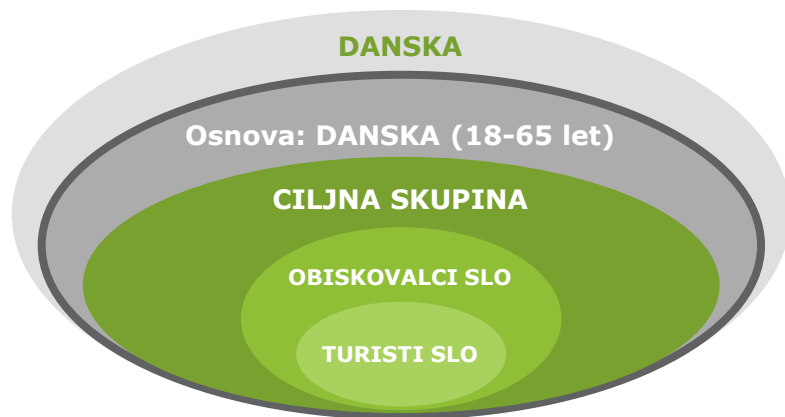 DANSKA
Osnova: DANSKA (18-65 let)
CILJNA SKUPINA
OBISKOVALCI SLO
TURISTI SLO